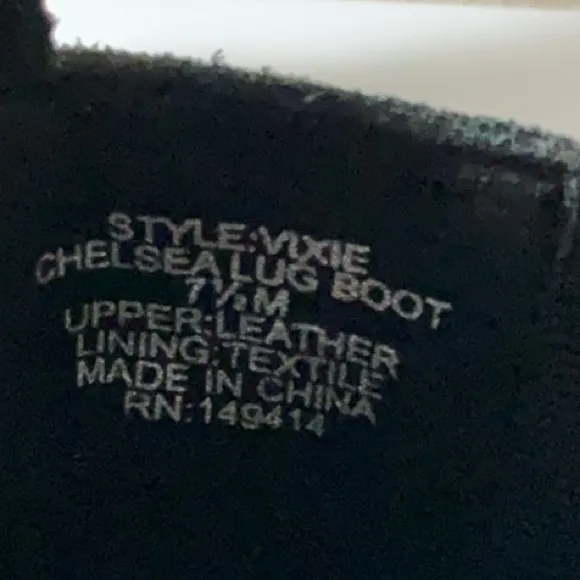 STYLE:VIXIE
CHELSEA LUG BOOT
7½M
UPPER:LEATHER
LINING:TEXTILE
MADE IN CHINA
RN:149414